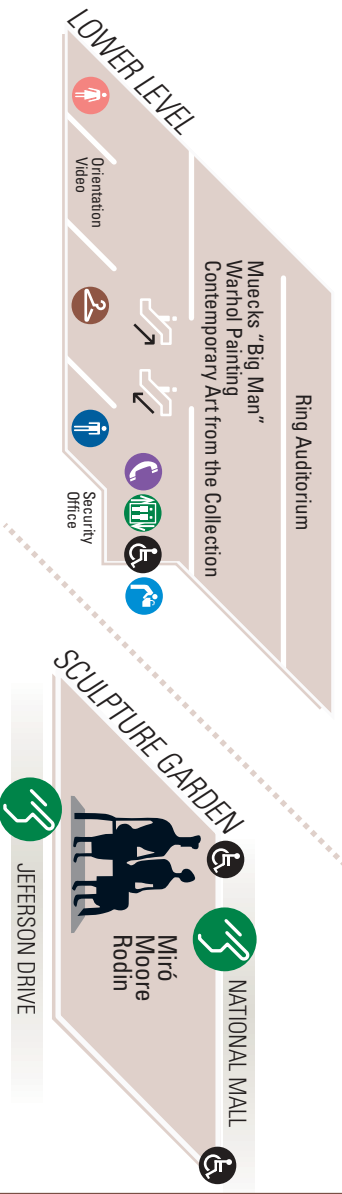 LOWER LEVEL
Ring Auditorium
Muecks "Big Man"
Warhol Painting
Contemporary Art from the Collection
Orientation
Video
Security
Office
SCULPTURE GARDEN
NATIONAL MALL
Miró
Moore
Rodin
JEFERSON DRIVE